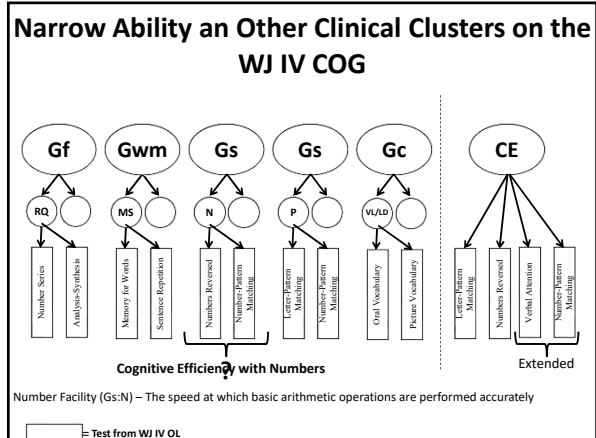 Narrow Ability an Other Clinical Clusters on the
WJ IV COG
Gf
Gwm
Gs
Gs
Gc
CE
RQ
MS
N
P
VL/LD
Number Series
Analysis-Synthesis
Memory for Words
Sentence Repetition
Numbers Reversed
Number-Pattern
Matching
Letter-Pattern
Matching
Number-Pattern
Matching
Oral Vocabulary
Picture Vocabulary
Letter-Pattern
Matching
Numbers Reversed
Verbal Attention
Number-Pattern
Matching
?
Cognitive Efficiency with Numbers
Extended
Number Facility (Gs:N) – The speed at which basic arithmetic operations are performed accurately
= Test from WJ IV OL